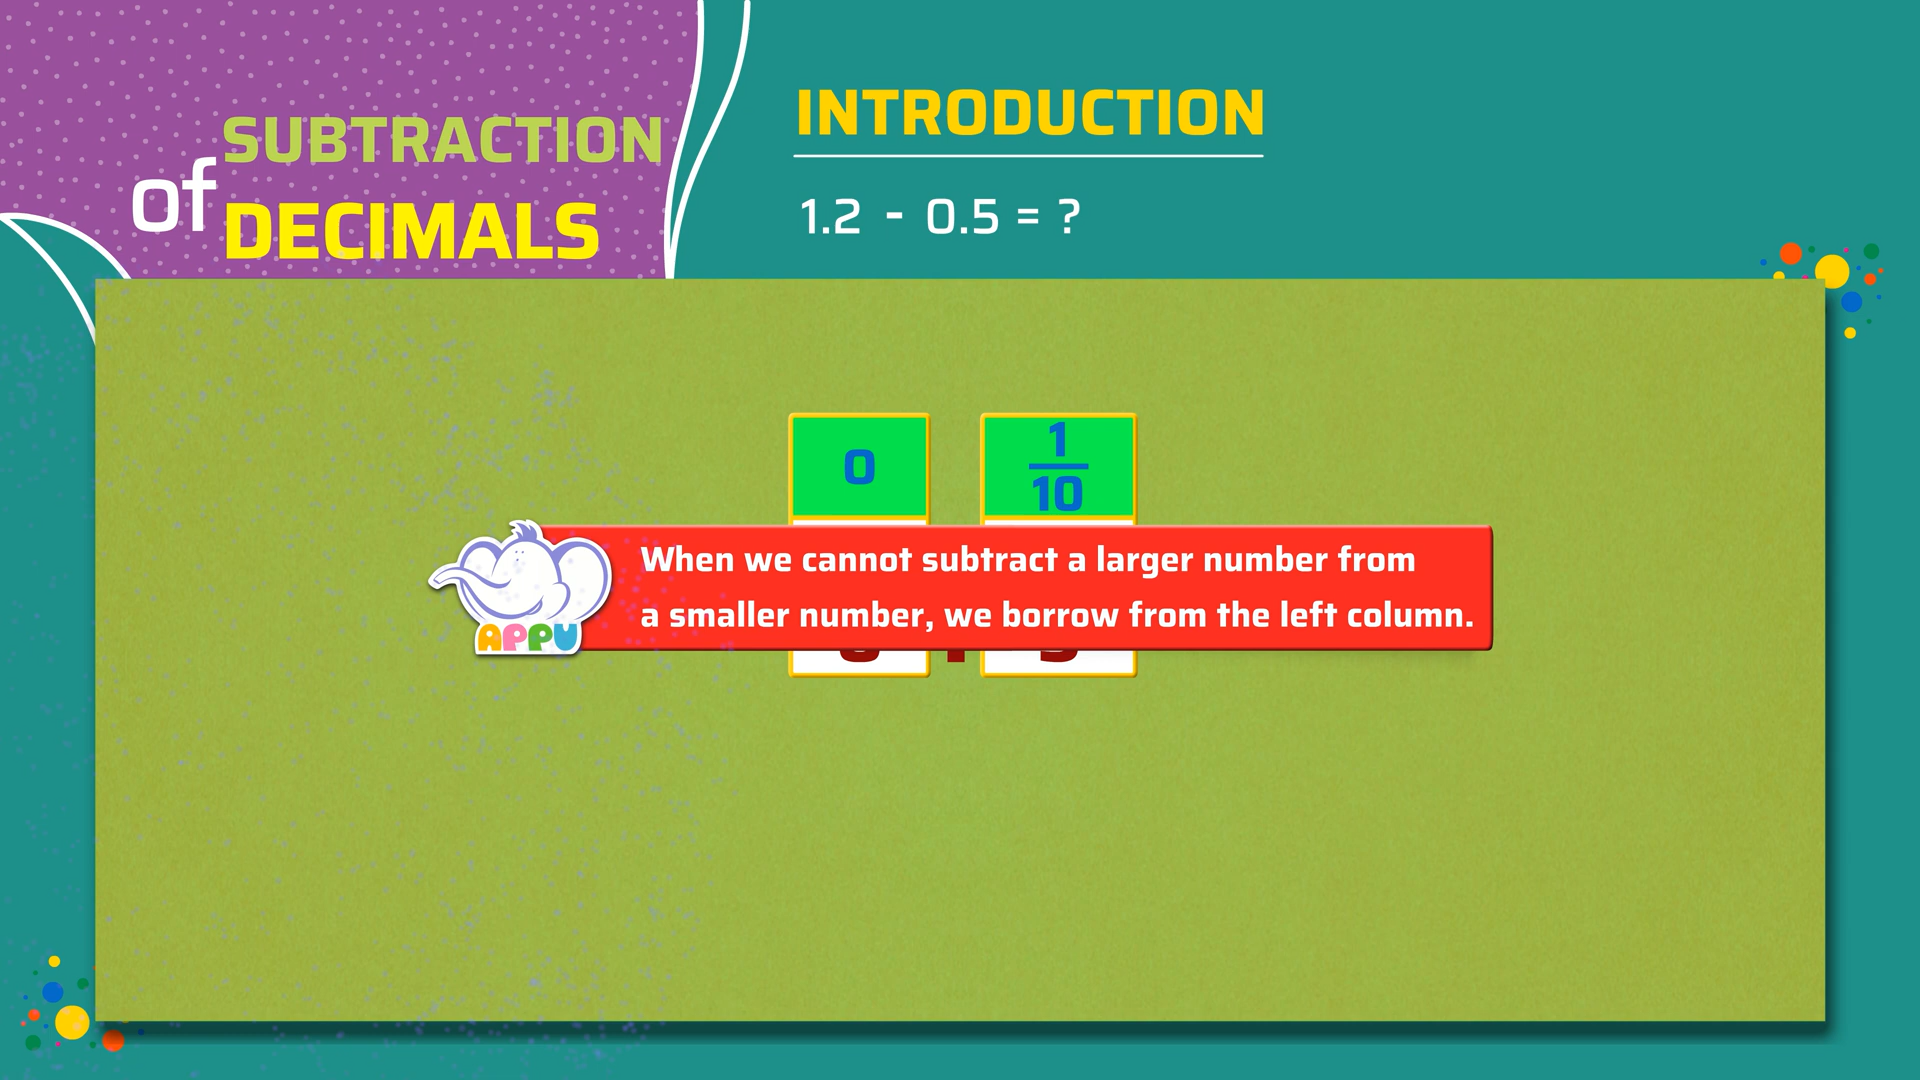 SUBTRACTION
of
DECIMALS
INTRODUCTION
1.2 - 0.5 = ?
0
1
10
When we cannot subtract a larger number from
a smaller number, we borrow from the left column.
APPU